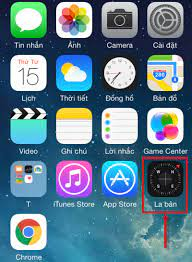 Tin nhắn Ảnh Camera Cài đặt
Thứ Tư
15
Lịch Thời tiết Đồng hồ Bản đồ
Video Ghi chú Lời nhắc Game Center
T iTunes Store App Store La bàn
Chrome